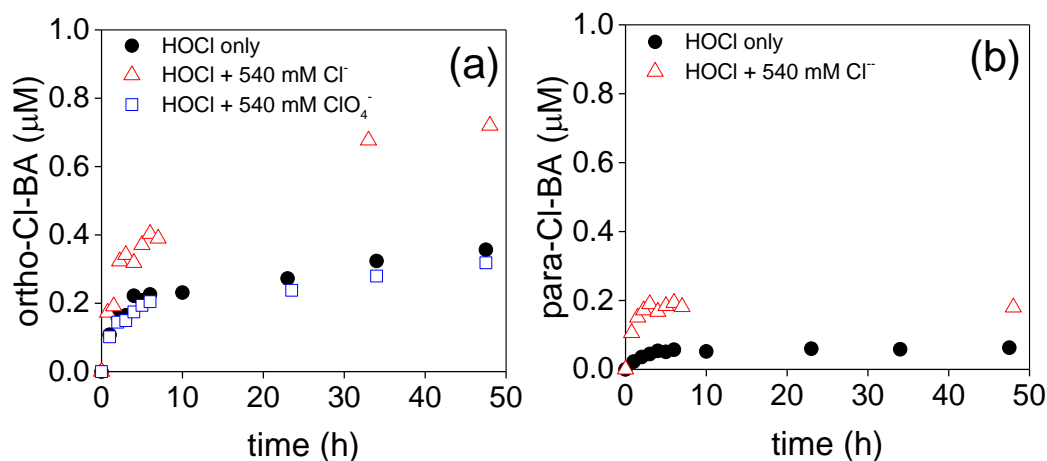 (a)
HOCl only
HOCl + 540 mM Cl⁻
HOCl + 540 mM ClO₄⁻
ortho-Cl-BA (μM)
1.0
0.8
0.6
0.4
0.2
0.0
0 10 20 30 40 50
time (h)
(b)
HOCl only
HOCl + 540 mM Cl⁻⁻
para-Cl-BA (μM)
1.0
0.8
0.6
0.4
0.2
0.0
0 10 20 30 40 50
time (h)